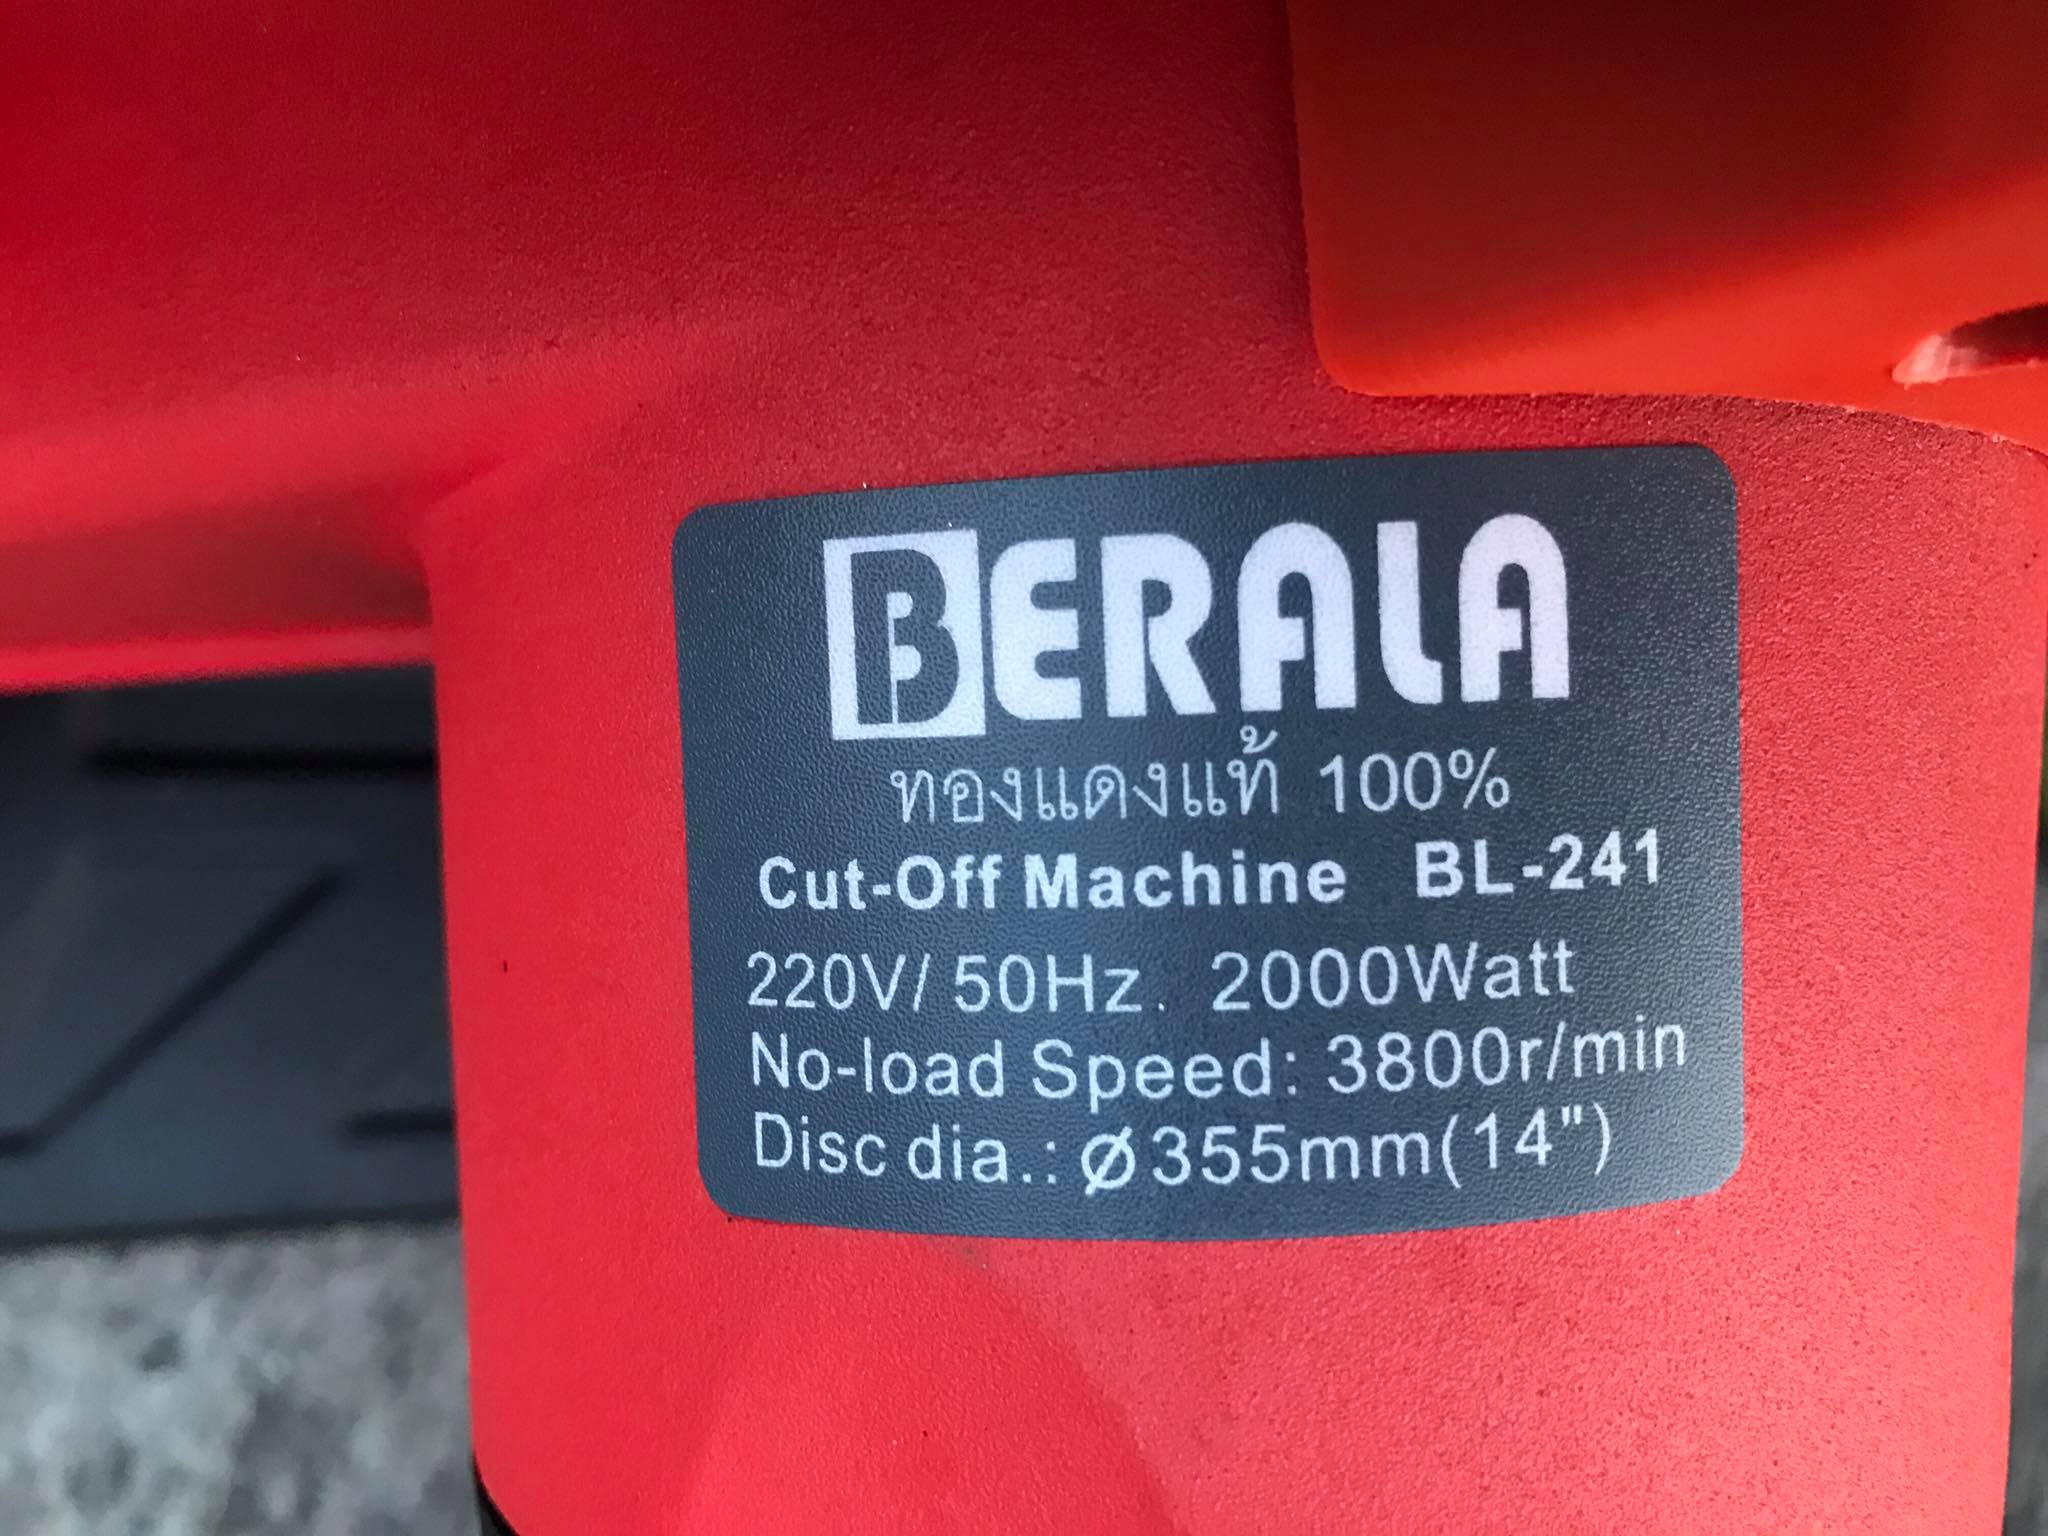 BERALA
ทองแดงแท้ 100%
Cut-Off Machine BL-241
220V/ 50Hz. 2000Watt
No-load Speed: 3800r/min
Disc dia.: Ø355mm(14")